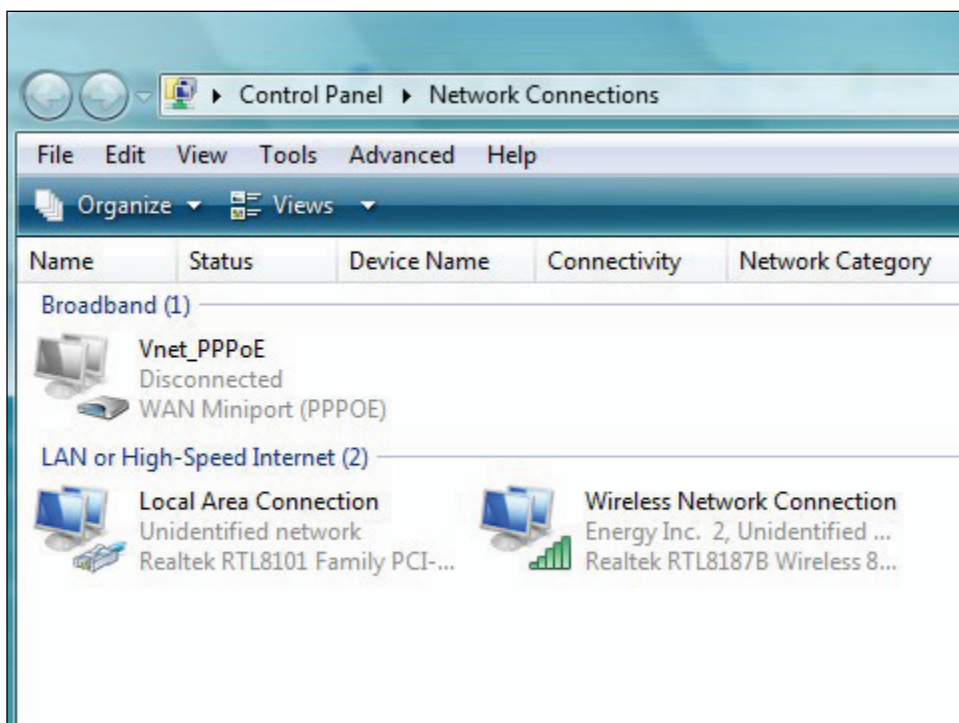 Control Panel Network Connections
File Edit View Tools Advanced Help
Organize Views
Name Status Device Name Connectivity Network Category
Broadband (1)
Vnet_PPPoE
Disconnected
WAN Miniport (PPPOE)
LAN or High-Speed Internet (2)
Local Area Connection
Unidentified network
Realtek RTL8101 Family PCI-...
Wireless Network Connection
Energy Inc. 2, Unidentified ...
Realtek RTL8187B Wireless 8...